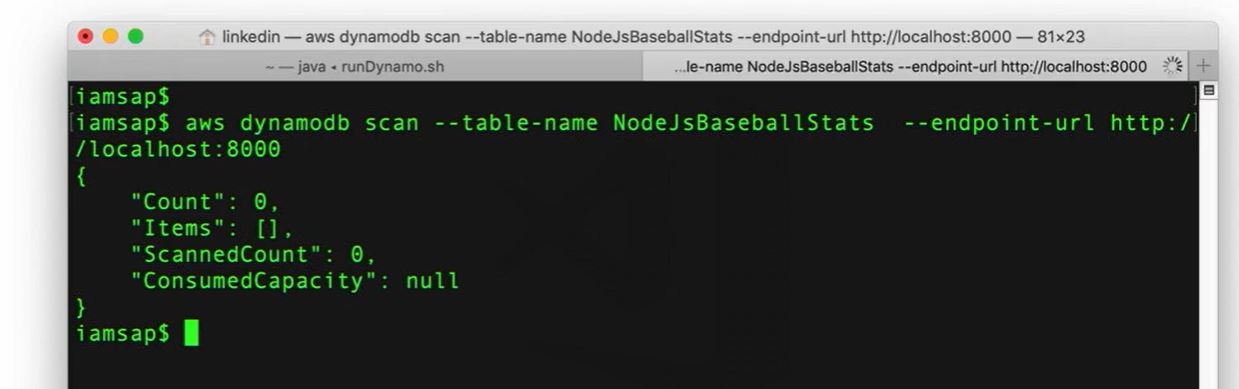 linkedin — aws dynamodb scan --table-name NodeJsBaseballStats --endpoint-url http://localhost:8000 — 81×23
~ — java ◂ runDynamo.sh
...le-name NodeJsBaseballStats --endpoint-url http://localhost:8000
[iamsap$ ]
[iamsap$ aws dynamodb scan --table-name NodeJsBaseballStats  --endpoint-url http:/]
/localhost:8000
{
    "Count": 0,
    "Items": [],
    "ScannedCount": 0,
    "ConsumedCapacity": null
}
iamsap$